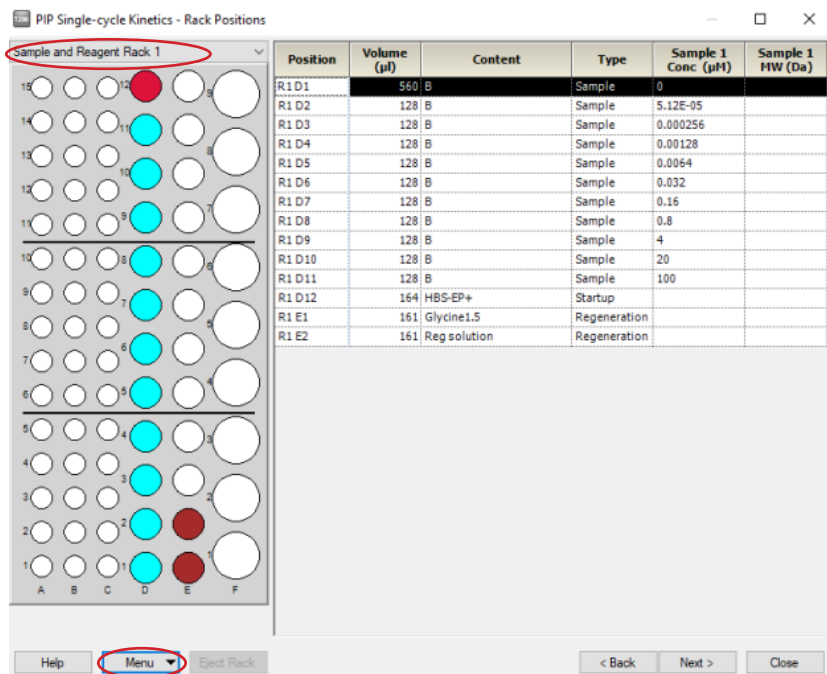 T200 PIP Single-cycle Kinetics - Rack Positions
Sample and Reagent Rack 1
15 12 9
14 11
13 10 8
12
11 9 7
10 8 6
9 7
8 5
7 6
6 5 4
5 4 3
4
3 3 2
2 2
1 1 1
A B C D E F
Position Volume (µl) Content Type Sample 1 Conc (µM) Sample 1 MW (Da)
R1 D1 560 B Sample 0
R1 D2 128 B Sample 5.12E-05
R1 D3 128 B Sample 0.000256
R1 D4 128 B Sample 0.00128
R1 D5 128 B Sample 0.0064
R1 D6 128 B Sample 0.032
R1 D7 128 B Sample 0.16
R1 D8 128 B Sample 0.8
R1 D9 128 B Sample 4
R1 D10 128 B Sample 20
R1 D11 128 B Sample 100
R1 D12 164 HBS-EP+ Startup
R1 E1 161 Glycine1.5 Regeneration
R1 E2 161 Reg solution Regeneration
Help Menu Eject Rack < Back Next > Close